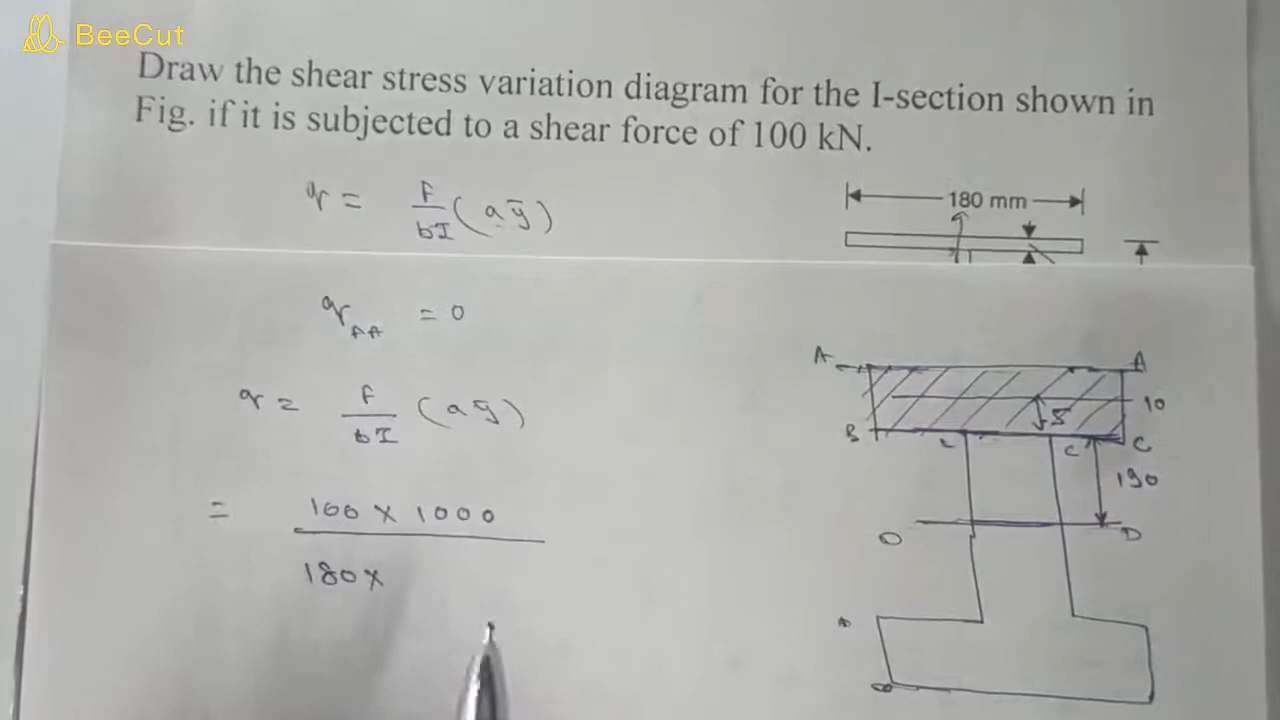 BeeCut
Draw the shear stress variation diagram for the I-section shown in
Fig. if it is subjected to a shear force of 100 kN.
180 mm
q = F/bI (aȳ)
q_AA = 0
q = F/bI (aȳ)
= 100 × 1000
180×
A A
10
5
B C
C C
190
D D